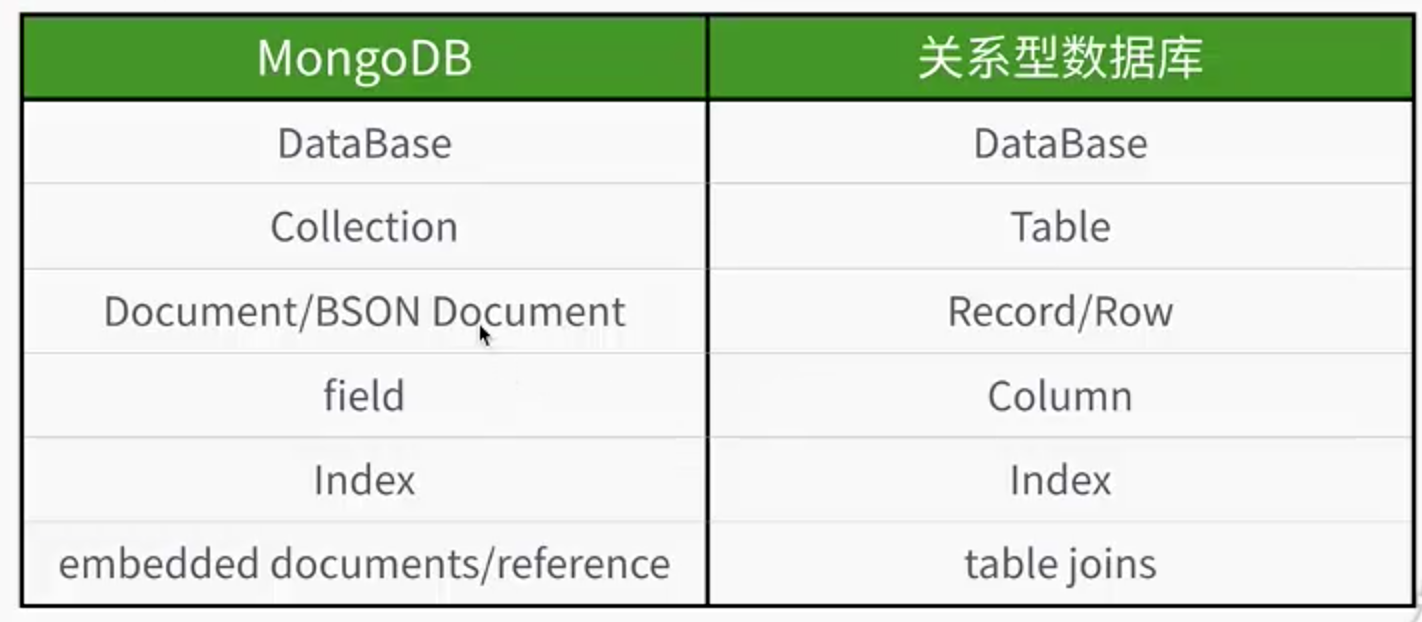 MongoDB 关系型数据库
DataBase DataBase
Collection Table
Document/BSON Document Record/Row
field Column
Index Index
embedded documents/reference table joins